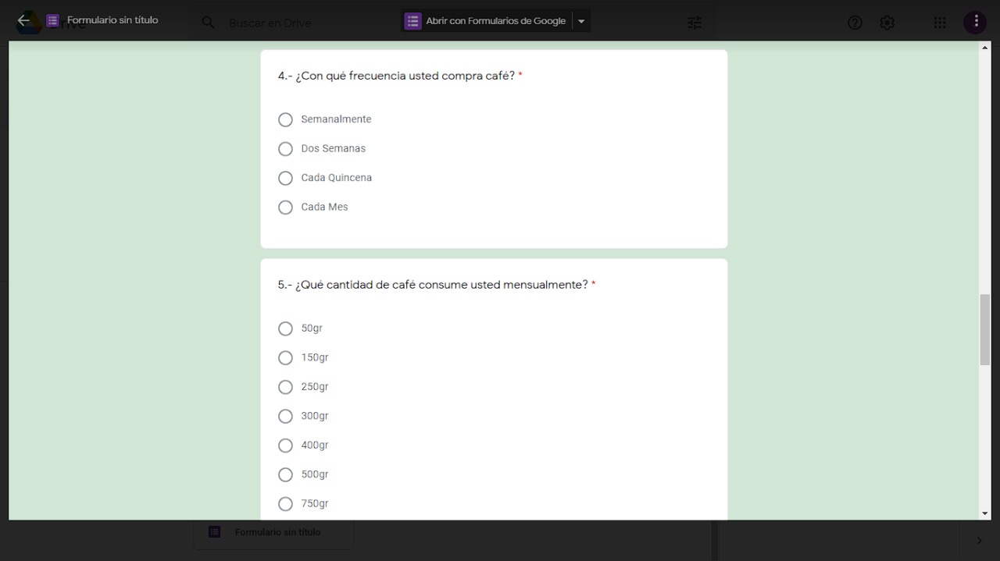 Formulario sin título
Drive
Buscar en Drive
Abrir con Formularios de Google
4.- ¿Con qué frecuencia usted compra café? *
Semanalmente
Dos Semanas
Cada Quincena
Cada Mes
5.- ¿Qué cantidad de café consume usted mensualmente? *
50gr
150gr
250gr
300gr
400gr
500gr
750gr
Formulario sin título